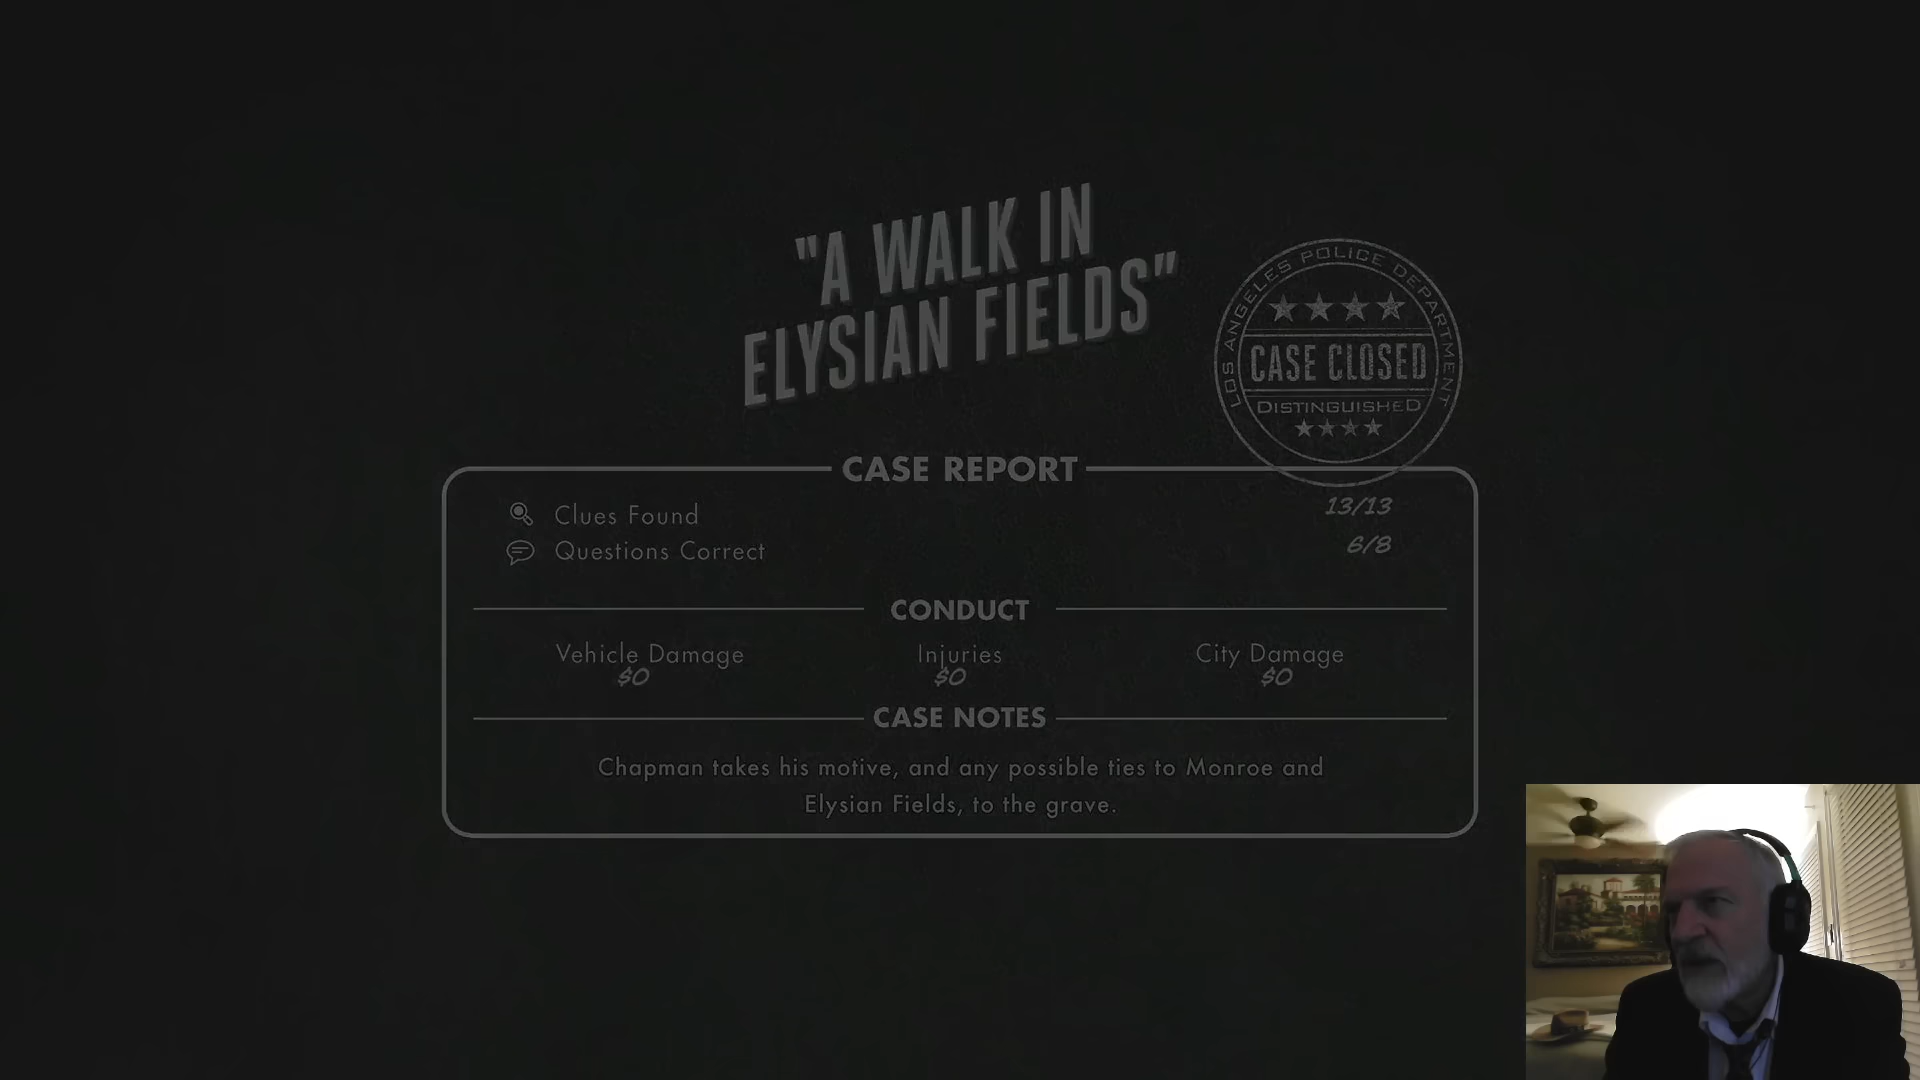 "A WALK IN
ELYSIAN FIELDS"
LOS ANGELES POLICE DEPARTMENT
CASE CLOSED
DISTINGUISHED
CASE REPORT
Clues Found 13/13
Questions Correct 6/8
CONDUCT
Vehicle Damage Injuries City Damage
$0 $0 $0
CASE NOTES
Chapman takes his motive, and any possible ties to Monroe and
Elysian Fields, to the grave.